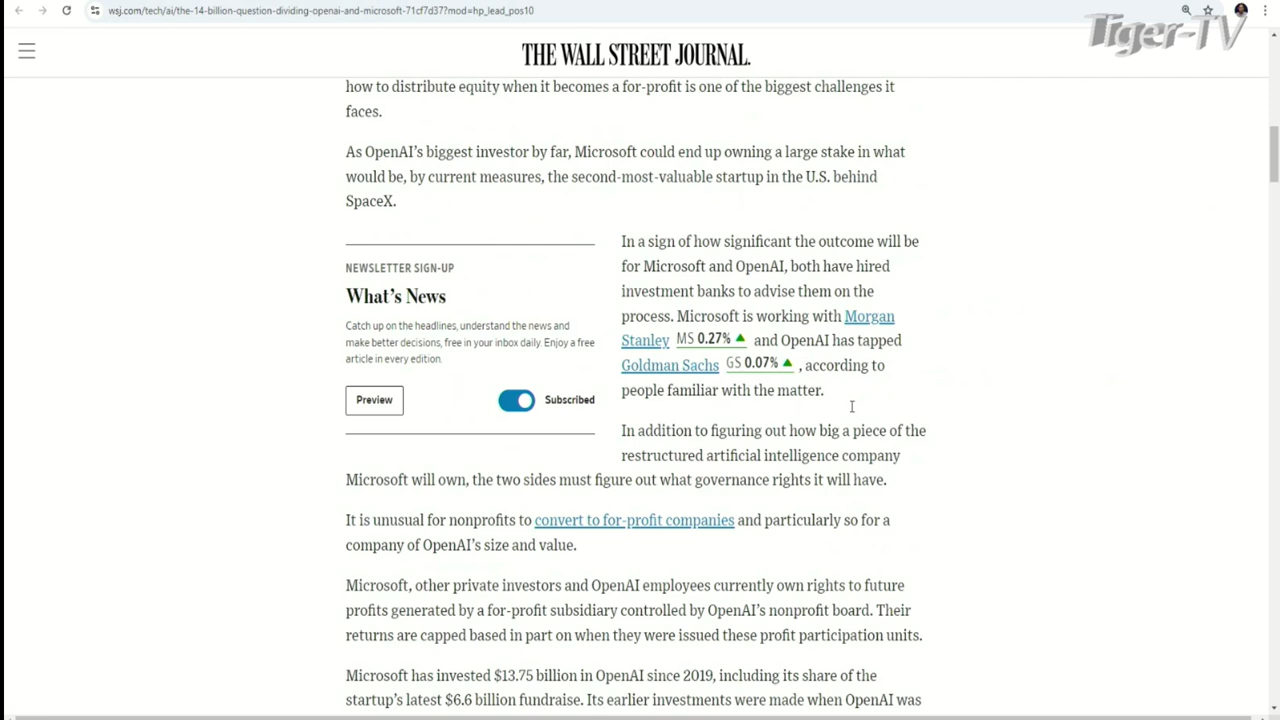 wsj.com/tech/ai/the-14-billion-question-dividing-openai-and-microsoft-71cf7d37?mod=hp_lead_pos10
Tiger-TV
THE WALL STREET JOURNAL.
how to distribute equity when it becomes a for-profit is one of the biggest challenges it
faces.
As OpenAI's biggest investor by far, Microsoft could end up owning a large stake in what
would be, by current measures, the second-most-valuable startup in the U.S. behind
SpaceX.
NEWSLETTER SIGN-UP
What's News
Catch up on the headlines, understand the news and
make better decisions, free in your inbox daily. Enjoy a free
article in every edition.
Preview
Subscribed
In a sign of how significant the outcome will be
for Microsoft and OpenAI, both have hired
investment banks to advise them on the
process. Microsoft is working with Morgan
Stanley MS 0.27% ▲ and OpenAI has tapped
Goldman Sachs GS 0.07% ▲ , according to
people familiar with the matter.
In addition to figuring out how big a piece of the
restructured artificial intelligence company
Microsoft will own, the two sides must figure out what governance rights it will have.
It is unusual for nonprofits to convert to for-profit companies and particularly so for a
company of OpenAI's size and value.
Microsoft, other private investors and OpenAI employees currently own rights to future
profits generated by a for-profit subsidiary controlled by OpenAI's nonprofit board. Their
returns are capped based in part on when they were issued these profit participation units.
Microsoft has invested $13.75 billion in OpenAI since 2019, including its share of the
startup's latest $6.6 billion fundraise. Its earlier investments were made when OpenAI was